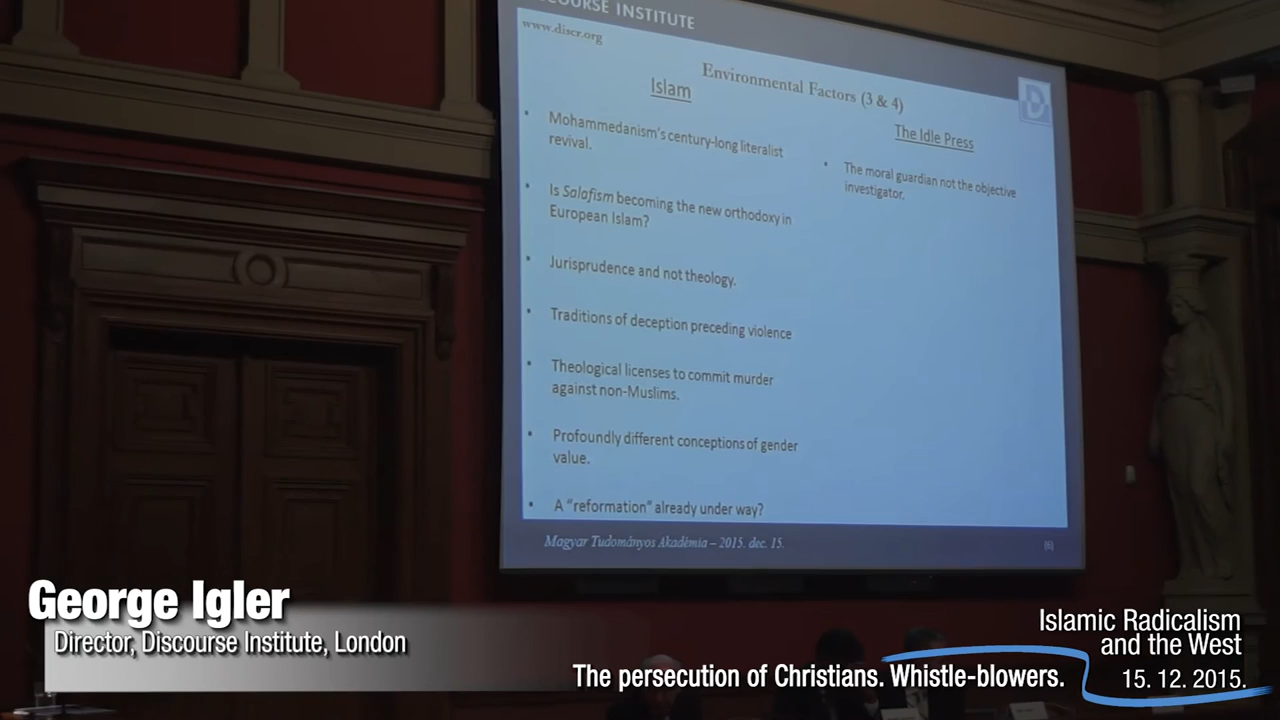 DISCOURSE INSTITUTE
www.discr.org
Environmental Factors (3 & 4)
Islam
Mohammedanism's century-long literalist
revival.
Is Salafism becoming the new orthodoxy in
European Islam?
Jurisprudence and not theology.
Traditions of deception preceding violence
Theological licenses to commit murder
against non-Muslims.
Profoundly different conceptions of gender
value.
A "reformation" already under way?
The Idle Press
The moral guardian not the objective
investigator.
D
Magyar Tudományos Akadémia – 2015. dec. 15.
(6)
George Igler
Director, Discourse Institute, London
Islamic Radicalism
and the West
The persecution of Christians. Whistle-blowers.
15. 12. 2015.